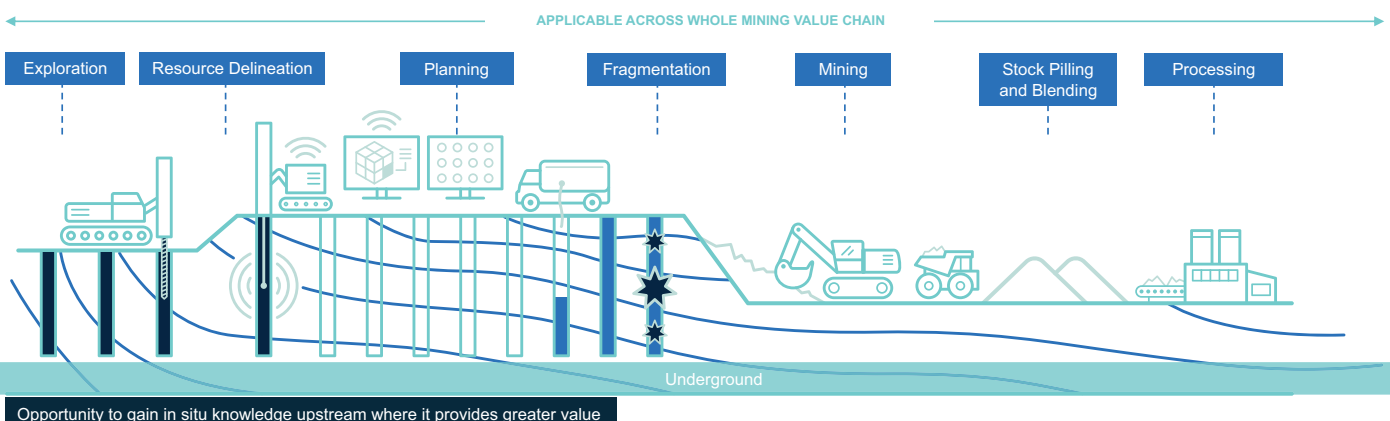 APPLICABLE ACROSS WHOLE MINING VALUE CHAIN
Exploration
Resource Delineation
Planning
Fragmentation
Mining
Stock Pilling
and Blending
Processing
Underground
Opportunity to gain in situ knowledge upstream where it provides greater value